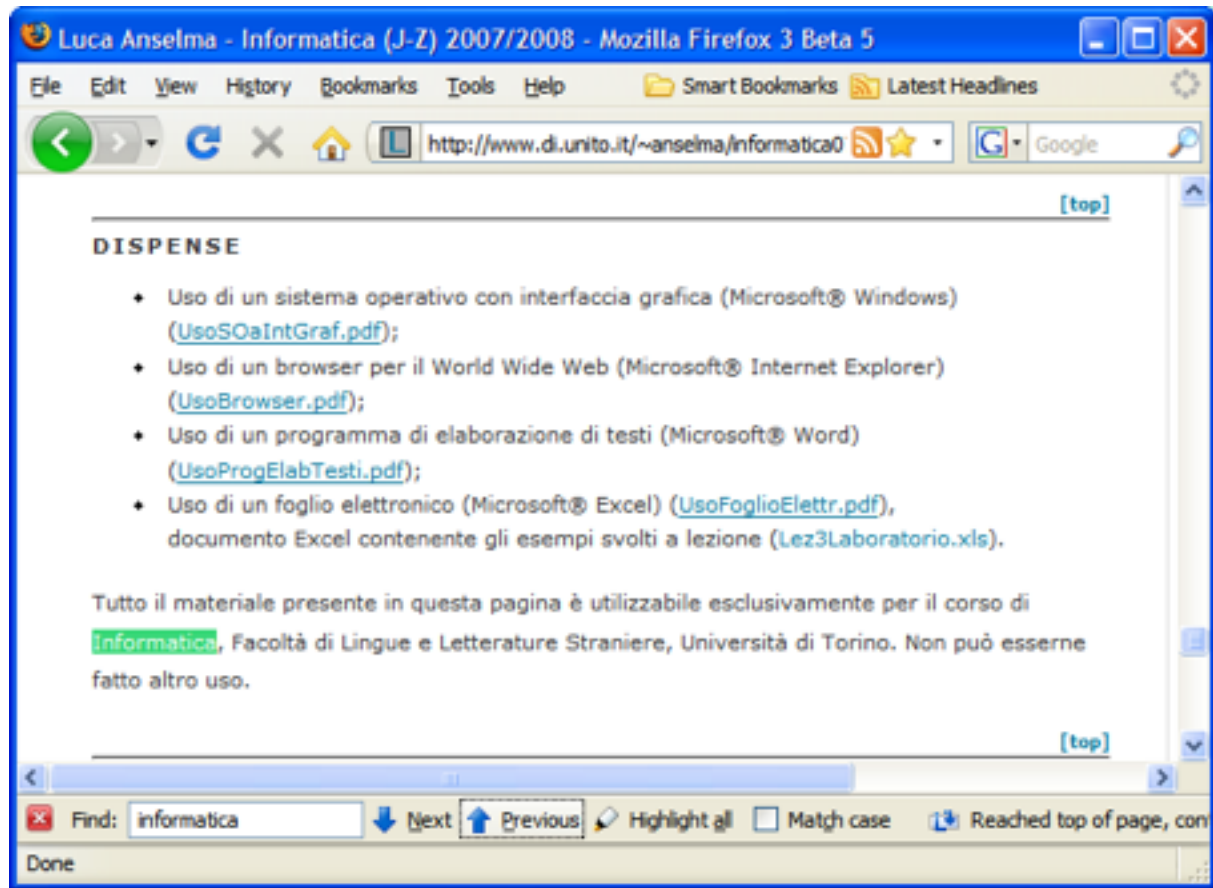 Luca Anselma - Informatica (J-Z) 2007/2008 - Mozilla Firefox 3 Beta 5
File Edit View History Bookmarks Tools Help Smart Bookmarks Latest Headlines
http://www.di.unito.it/~anselma/informatica0 Google
[top]
DISPENSE
• Uso di un sistema operativo con interfaccia grafica (Microsoft® Windows)
(UsoSOaIntGraf.pdf);
• Uso di un browser per il World Wide Web (Microsoft® Internet Explorer)
(UsoBrowser.pdf);
• Uso di un programma di elaborazione di testi (Microsoft® Word)
(UsoProgElabTesti.pdf);
• Uso di un foglio elettronico (Microsoft® Excel) (UsoFoglioElettr.pdf),
documento Excel contenente gli esempi svolti a lezione (Lez3Laboratorio.xls).
Tutto il materiale presente in questa pagina è utilizzabile esclusivamente per il corso di
Informatica, Facoltà di Lingue e Letterature Straniere, Università di Torino. Non può esserne
fatto altro uso.
[top]
Find: informatica Next Previous Highlight all Match case Reached top of page, con
Done